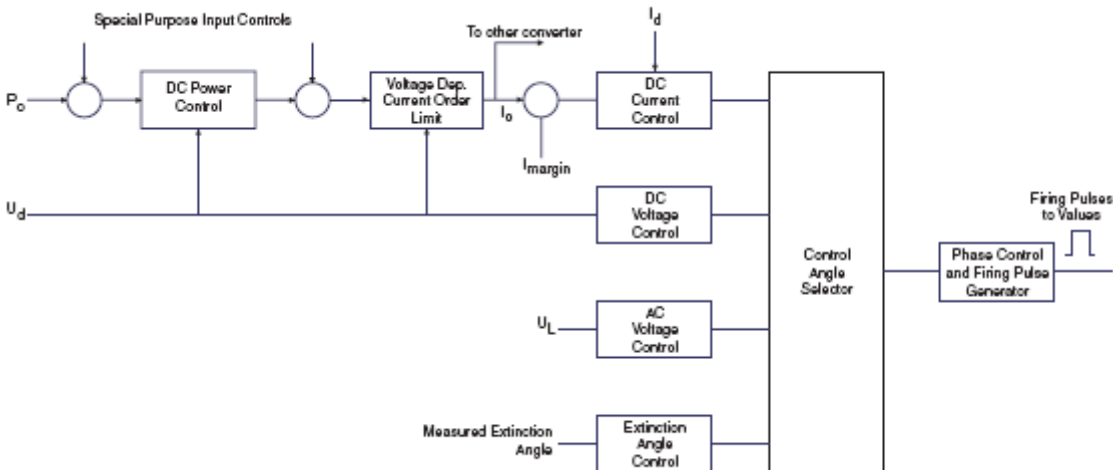 Special Purpose Input Controls
To other converter
I_d
P_o
DC Power
Control
Voltage Dep.
Current Order
Limit
I_o
DC
Current
Control
I_margin
U_d
DC
Voltage
Control
Firing Pulses
to Values
Control
Angle
Selector
Phase Control
and Firing Pulse
Generator
U_L
AC
Voltage
Control
Measured Extinction
Angle
Extinction
Angle
Control